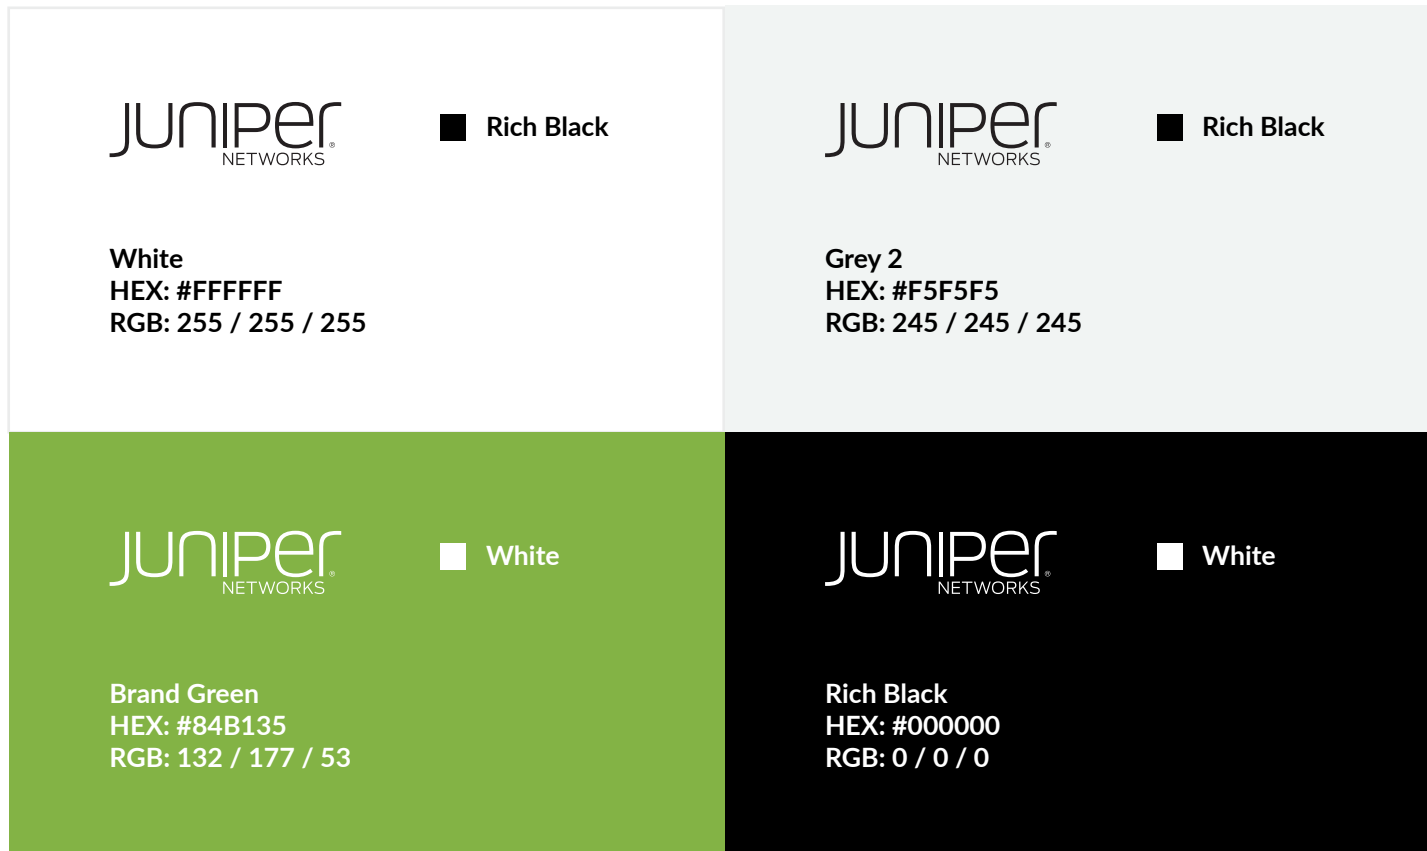 JUNIPer
NETWORKS®
Rich Black
White
HEX: #FFFFFF
RGB: 255 / 255 / 255
JUNIPer
NETWORKS®
Rich Black
Grey 2
HEX: #F5F5F5
RGB: 245 / 245 / 245
JUNIPer
NETWORKS®
White
Brand Green
HEX: #84B135
RGB: 132 / 177 / 53
JUNIPer
NETWORKS®
White
Rich Black
HEX: #000000
RGB: 0 / 0 / 0